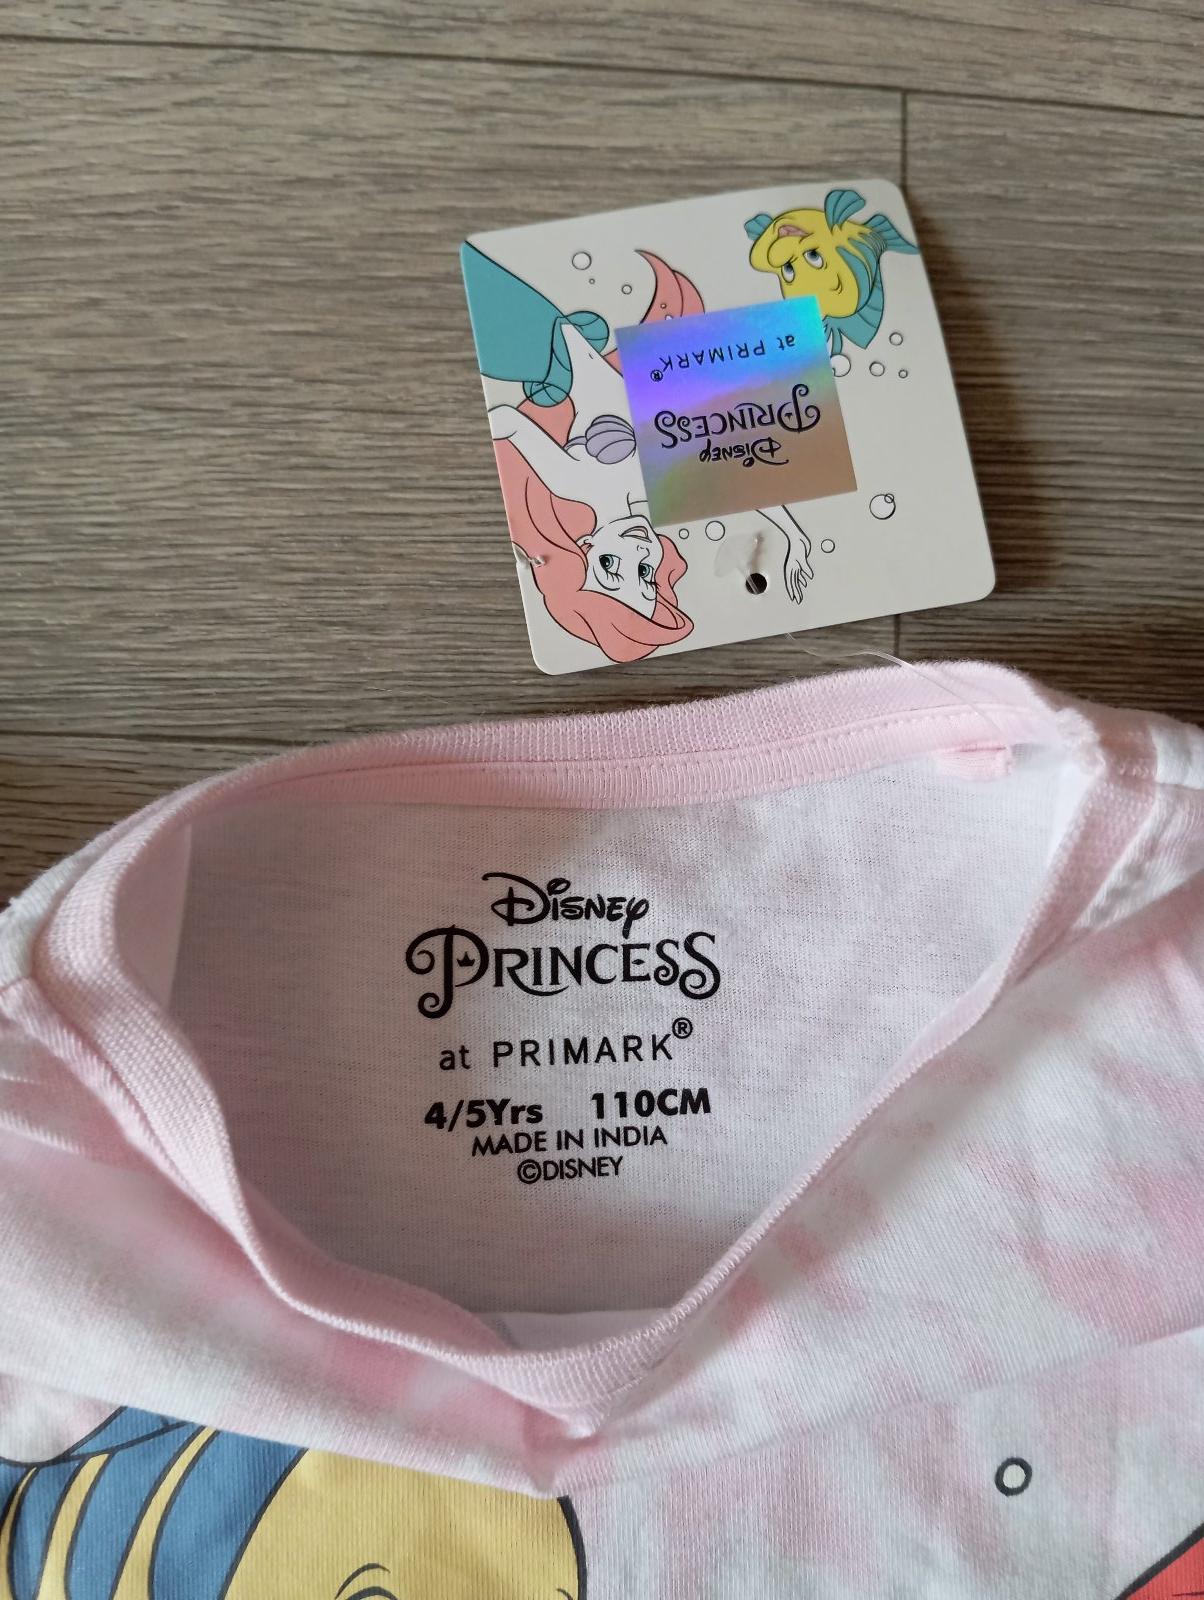 Disney
PRINCESS
at PRIMARK®
Disney
PRINCESS
at PRIMARK®
4/5Yrs 110CM
MADE IN INDIA
©DISNEY